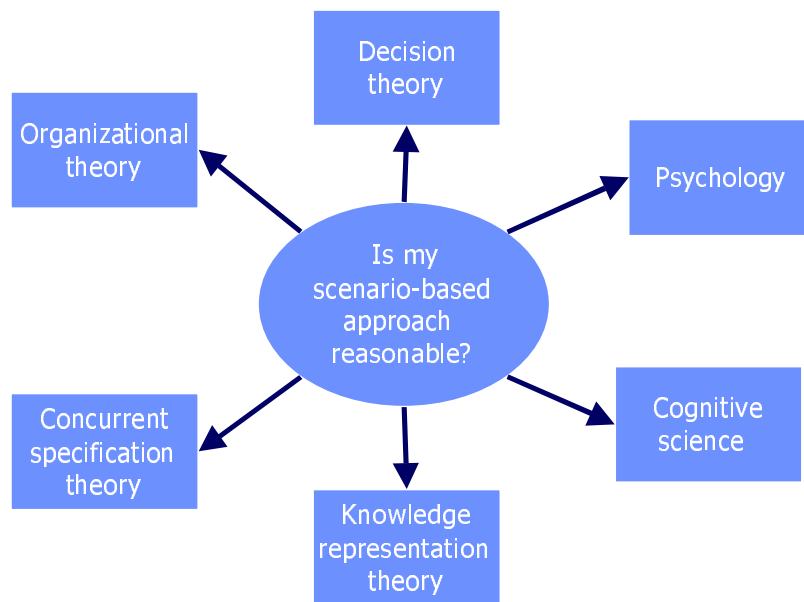 Decision
theory
Organizational
theory
Psychology
Is my
scenario-based
approach
reasonable?
Concurrent
specification
theory
Cognitive
science
Knowledge
representation
theory